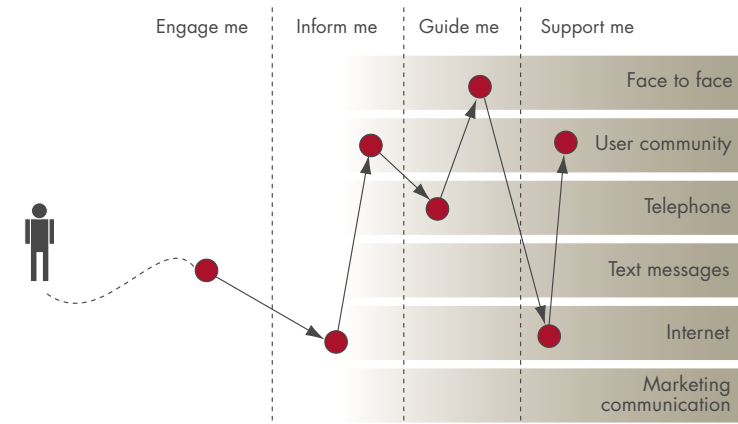 Engage me
Inform me
Guide me
Support me
Face to face
User community
Telephone
Text messages
Internet
Marketing
communication